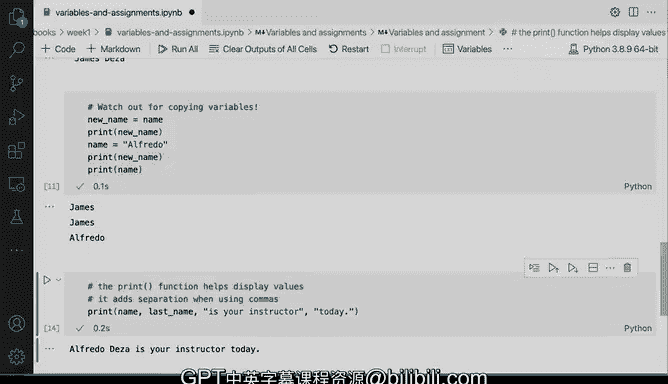 variables-and-assignments.ipynb
books > week1 > variables-and-assignments.ipynb > M↓Variables and assignments > M↓Variables and assignment > # the print() function helps display values
+ Code + Markdown Run All Clear Outputs of All Cells Restart Interrupt Variables ... Python 3.8.9 64-bit
James Deza
# Watch out for copying variables!
new_name = name
print(new_name)
name = "Alfredo"
print(new_name)
print(name)
[11] ✓ 0.1s Python
James
James
Alfredo
# the print() function helps display values
# it adds separation when using commas
print(name, last_name, "is your instructor", "today.")
[14] ✓ 0.2s Python
Alfredo Deza is your instructor today.
GPT中英字幕课程资源@bilibili.com